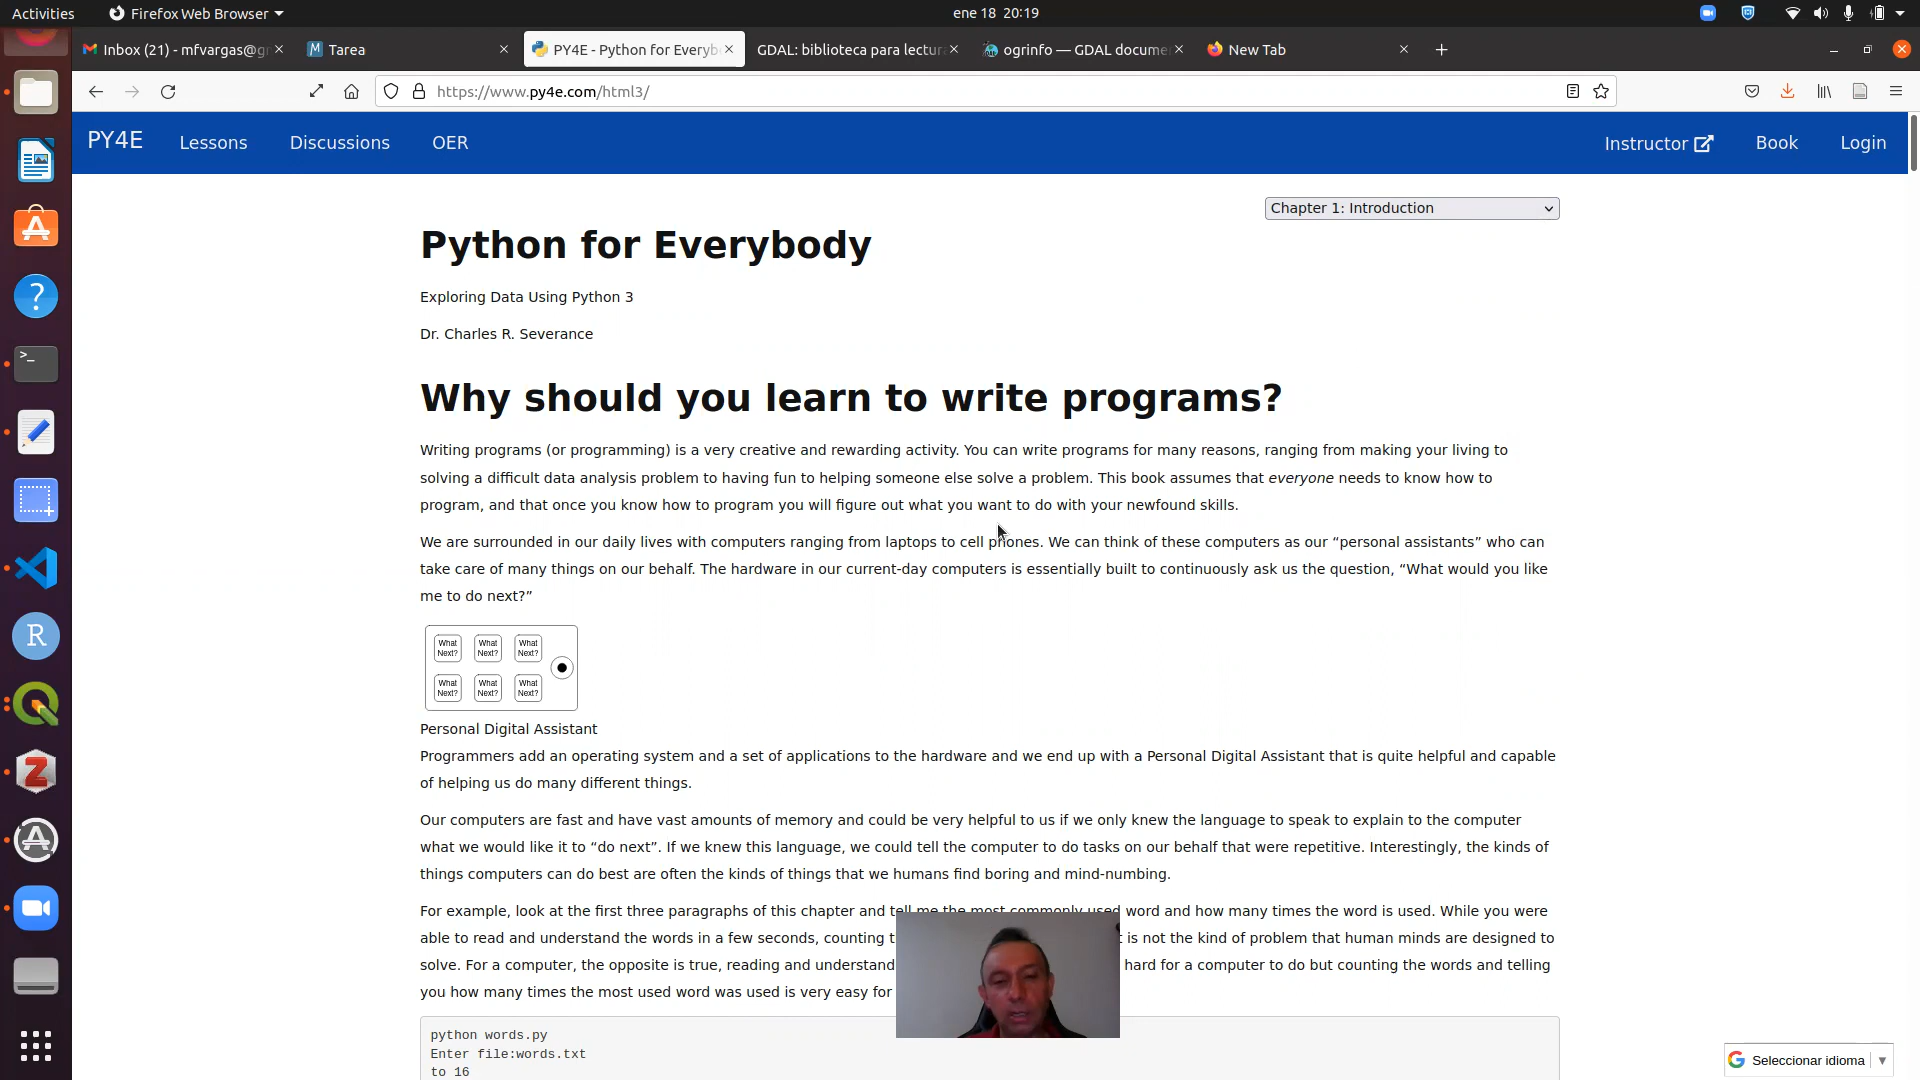 Activities
Firefox Web Browser
ene 18 20:19
Inbox (21) - mfvargas@g
Tarea
PY4E - Python for Everyb
GDAL: biblioteca para lectur
ogrinfo — GDAL docume
New Tab
https://www.py4e.com/html3/
PY4E
Lessons
Discussions
OER
Instructor
Book
Login
Chapter 1: Introduction
Python for Everybody
Exploring Data Using Python 3
Dr. Charles R. Severance
Why should you learn to write programs?
Writing programs (or programming) is a very creative and rewarding activity. You can write programs for many reasons, ranging from making your living to
solving a difficult data analysis problem to having fun to helping someone else solve a problem. This book assumes that everyone needs to know how to
program, and that once you know how to program you will figure out what you want to do with your newfound skills.
We are surrounded in our daily lives with computers ranging from laptops to cell phones. We can think of these computers as our “personal assistants” who can
take care of many things on our behalf. The hardware in our current-day computers is essentially built to continuously ask us the question, “What would you like
me to do next?”
What What What
Next? Next? Next?
What What What
Next? Next? Next?
Personal Digital Assistant
Programmers add an operating system and a set of applications to the hardware and we end up with a Personal Digital Assistant that is quite helpful and capable
of helping us do many different things.
Our computers are fast and have vast amounts of memory and could be very helpful to us if we only knew the language to speak to explain to the computer
what we would like it to “do next”. If we knew this language, we could tell the computer to do tasks on our behalf that were repetitive. Interestingly, the kinds of
things computers can do best are often the kinds of things that we humans find boring and mind-numbing.
For example, look at the first three paragraphs of this chapter and tell me the most commonly used word and how many times the word is used. While you were
able to read and understand the words in a few seconds, counting is not the kind of problem that human minds are designed to
solve. For a computer, the opposite is true, reading and understand hard for a computer to do but counting the words and telling
you how many times the most used word was used is very easy for
python words.py
Enter file:words.txt
to 16
Seleccionar idioma